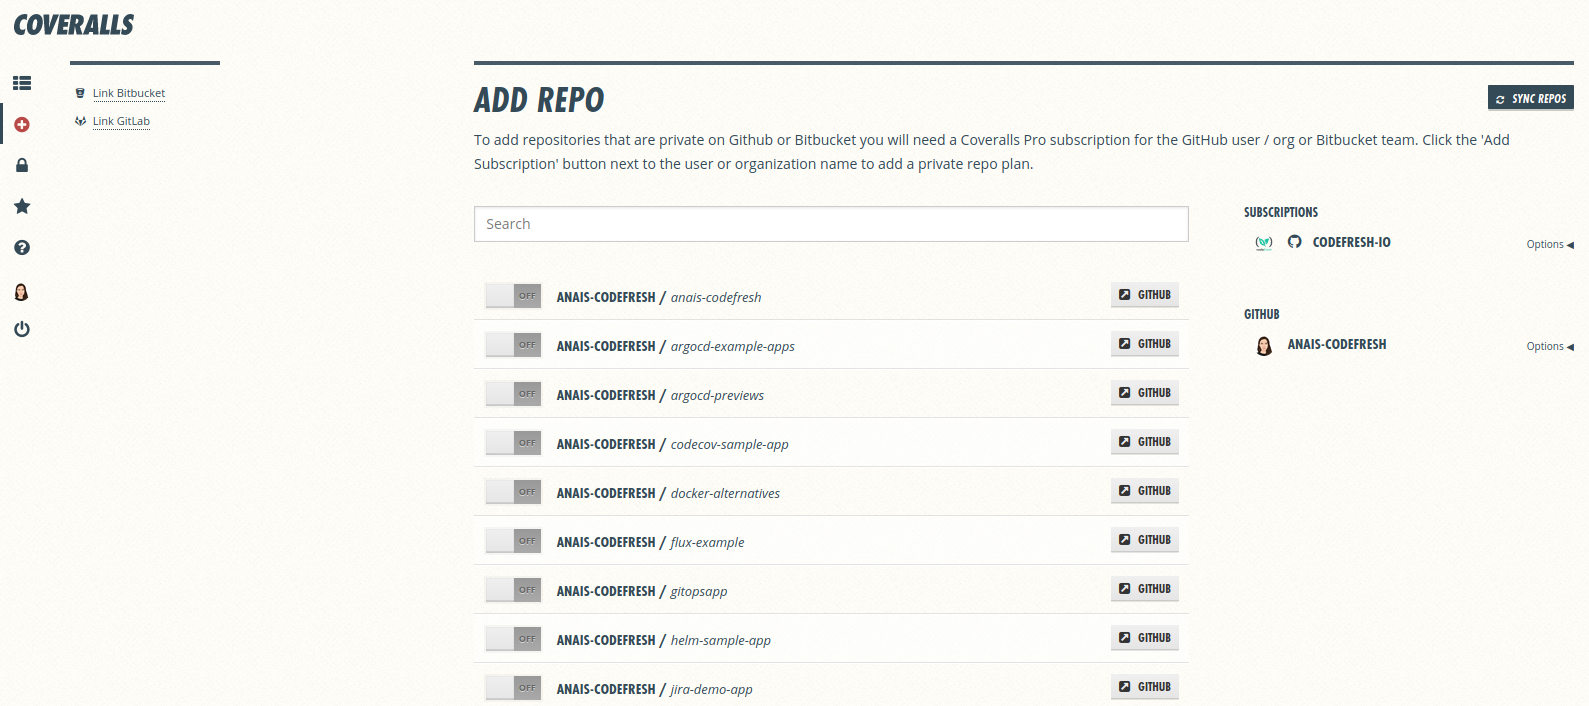 COVERALLS
Link Bitbucket
Link GitLab
ADD REPO
SYNC REPOS
To add repositories that are private on Github or Bitbucket you will need a Coveralls Pro subscription for the GitHub user / org or Bitbucket team. Click the 'Add
Subscription' button next to the user or organization name to add a private repo plan.
Search
OFF ANAIS-CODEFRESH / anais-codefresh GITHUB
OFF ANAIS-CODEFRESH / argocd-example-apps GITHUB
OFF ANAIS-CODEFRESH / argocd-previews GITHUB
OFF ANAIS-CODEFRESH / codecov-sample-app GITHUB
OFF ANAIS-CODEFRESH / docker-alternatives GITHUB
OFF ANAIS-CODEFRESH / flux-example GITHUB
OFF ANAIS-CODEFRESH / gitopsapp GITHUB
OFF ANAIS-CODEFRESH / helm-sample-app GITHUB
OFF ANAIS-CODEFRESH / jira-demo-app GITHUB
SUBSCRIPTIONS
CODEFRESH-IO Options
GITHUB
ANAIS-CODEFRESH Options